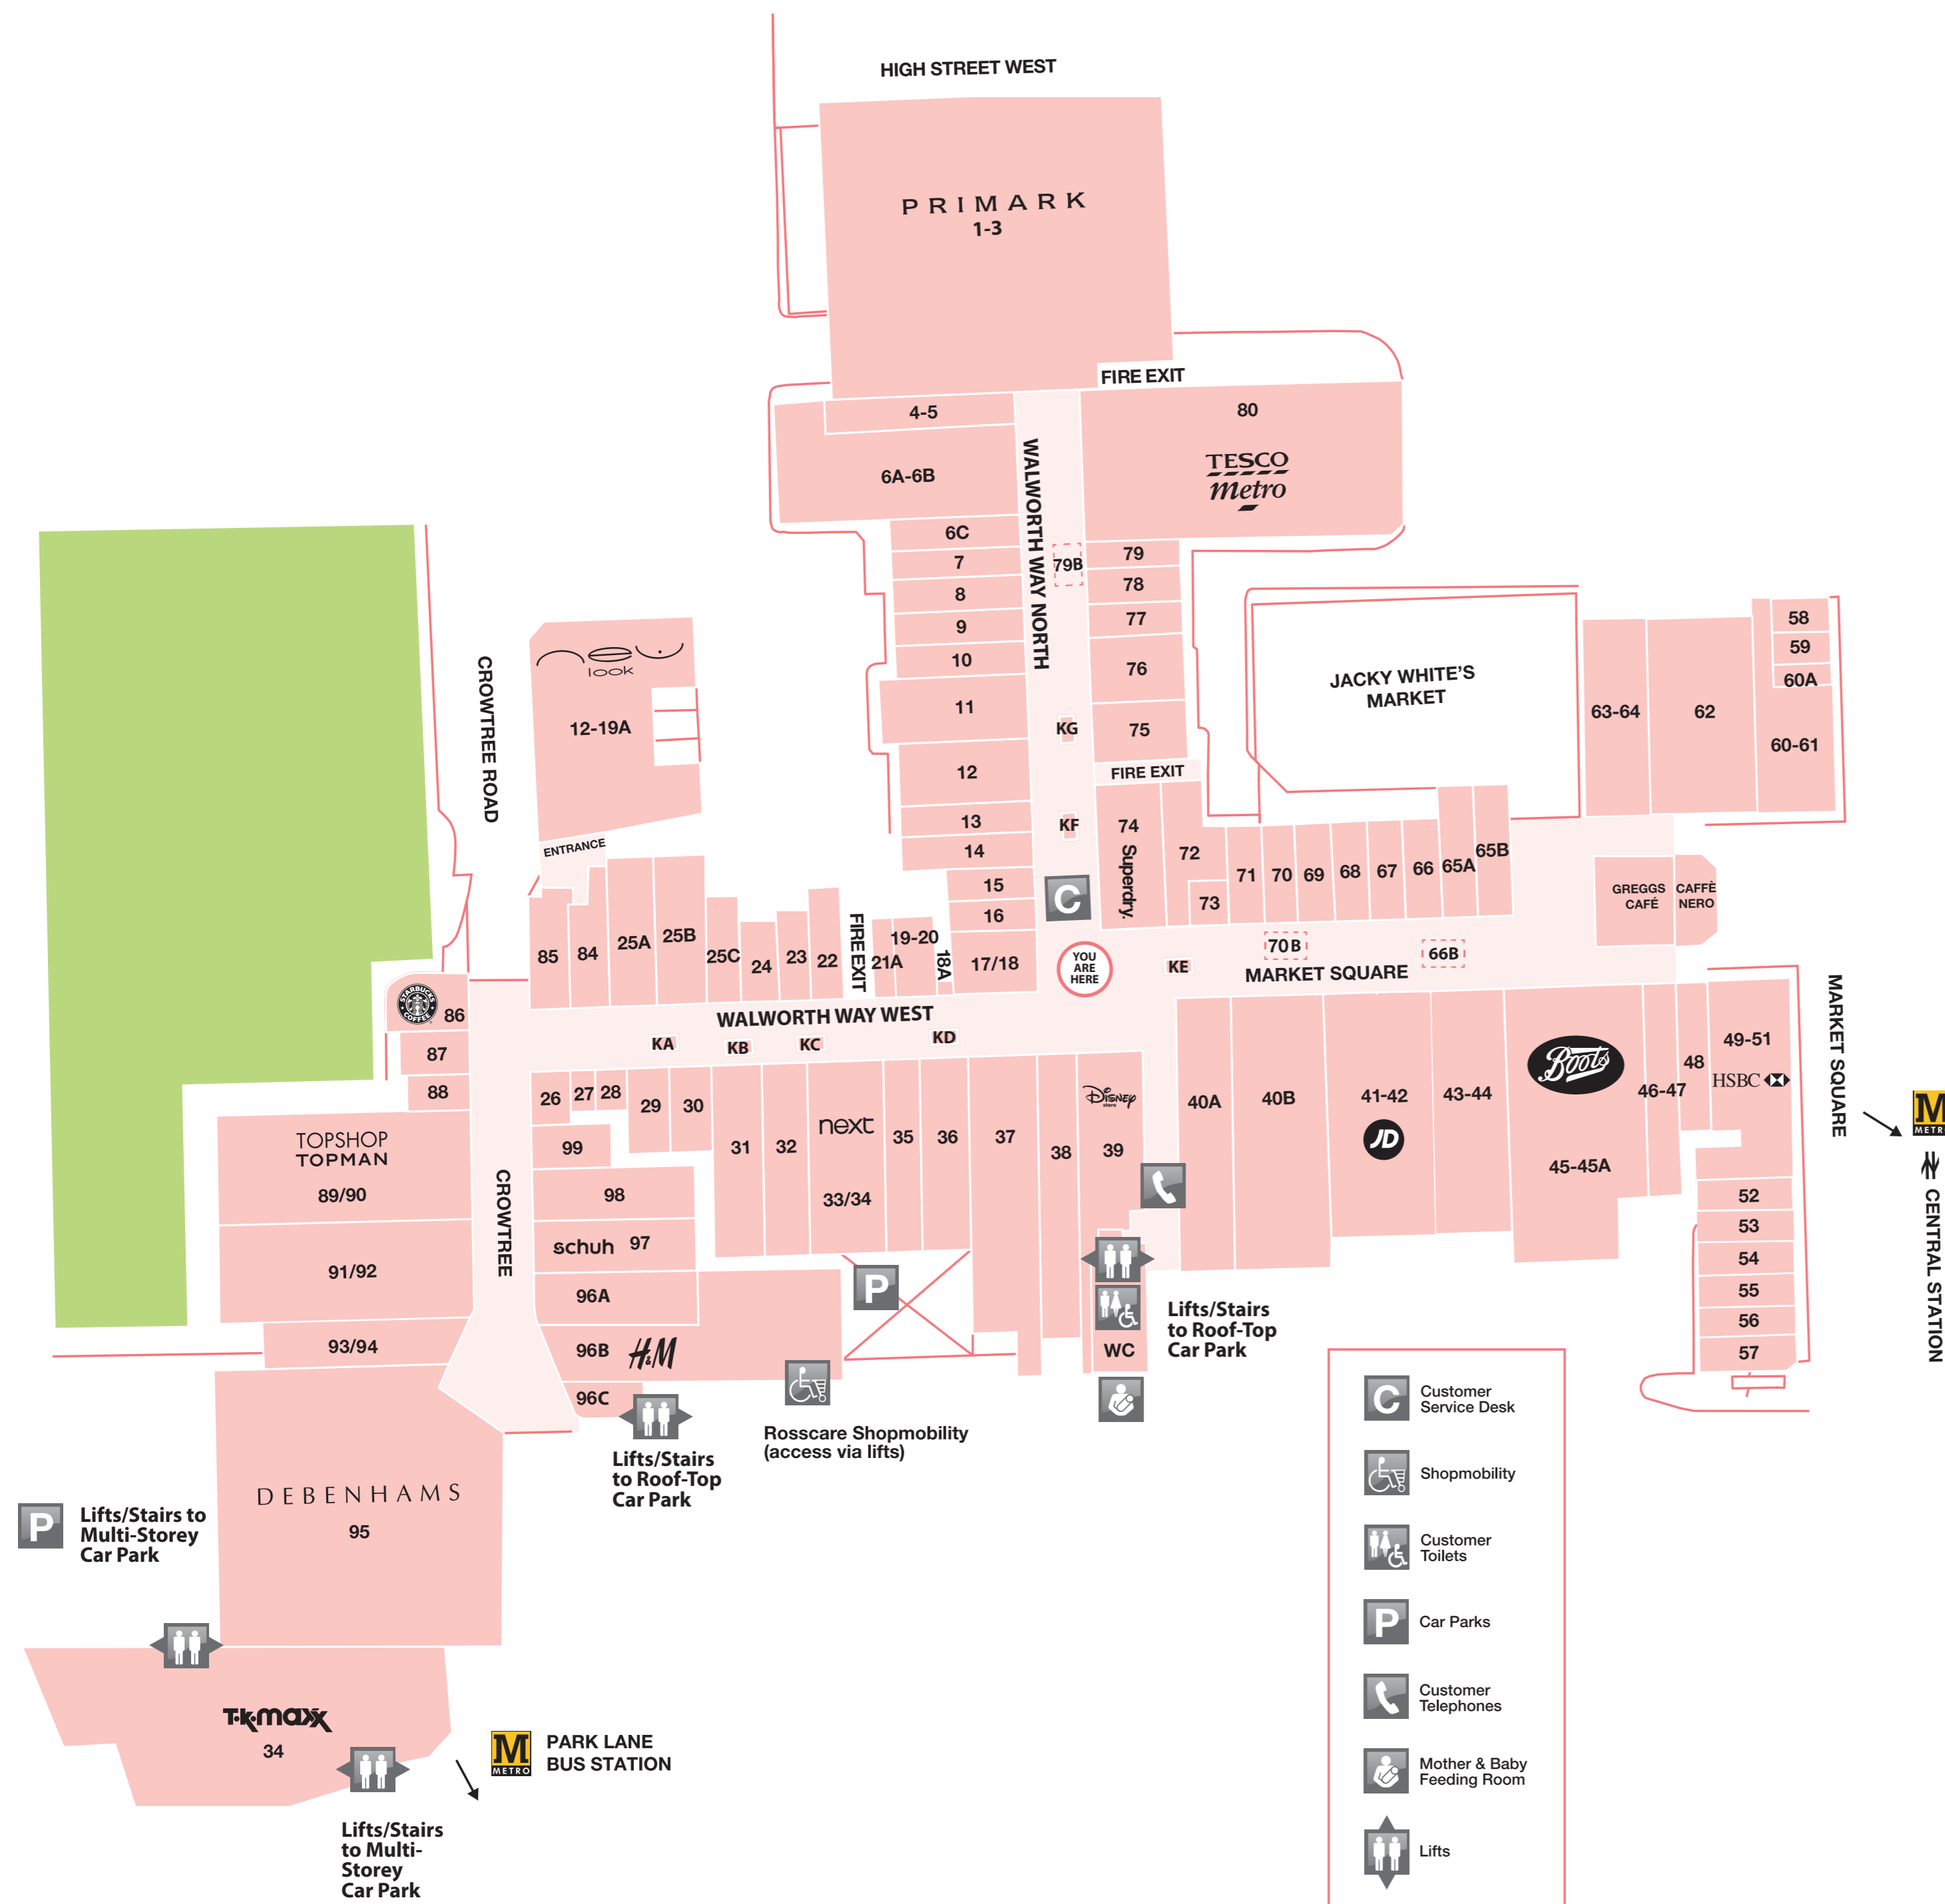 HIGH STREET WEST
PRIMARK
1-3
FIRE EXIT
4-5
80
TESCO
metro
6A-6B
WALWORTH WAY NORTH
6C
7
8
9
10
11
12
13
14
15
16
17/18
79B
79
78
77
76
75
KG
KF
FIRE EXIT
74
Superdry.
72
73
71
70
69
68
67
66
65A
65B
JACKY WHITE'S
MARKET
63-64
62
58
59
60A
60-61
GREGGS
CAFÉ
CAFFÈ
NERO
CROWTREE ROAD
new
look
12-19A
ENTRANCE
85
84
25A
25B
25C
24
23
22
FIRE EXIT
21A
19-20
18A
C
YOU
ARE
HERE
KE
70B
66B
MARKET SQUARE
STARBUCKS
COFFEE
86
87
88
WALWORTH WAY WEST
KA
KB
KC
KD
26
27
28
29
30
31
32
next
33/34
35
36
37
38
Disney
store
39
40A
40B
41-42
JD
43-44
Boots
45-45A
46-47
48
49-51
HSBC
MARKET SQUARE
M
METRO
CENTRAL STATION
52
53
54
55
56
57
TOPSHOP
TOPMAN
89/90
91/92
93/94
CROWTREE
99
98
schuh 97
96A
96B H&M
96C
P
WC
Lifts/Stairs
to Roof-Top
Car Park
Rosscare Shopmobility
(access via lifts)
Lifts/Stairs
to Roof-Top
Car Park
DEBENHAMS
95
P
Lifts/Stairs to
Multi-Storey
Car Park
T·K·maxx
34
M
METRO
PARK LANE
BUS STATION
Lifts/Stairs
to Multi-
Storey
Car Park
C
Customer
Service Desk
Shopmobility
Customer
Toilets
P
Car Parks
Customer
Telephones
Mother & Baby
Feeding Room
Lifts